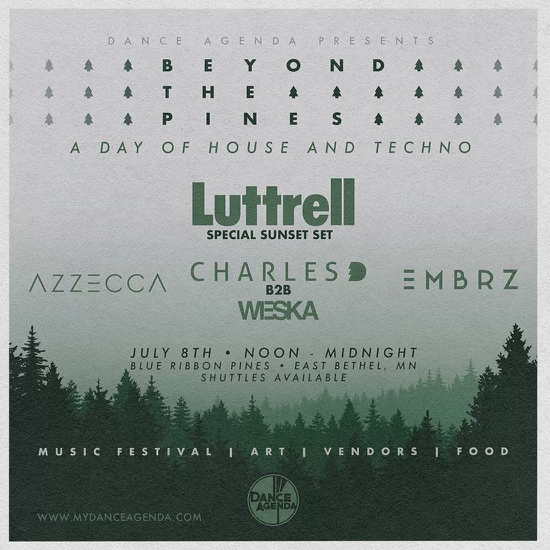 DANCE AGENDA PRESENTS
BEYOND
THE
PINES
A DAY OF HOUSE AND TECHNO
Luttrell
SPECIAL SUNSET SET
AZZECCA
CHARLES D
B2B
WESKA
EMBRZ
JULY 8TH • NOON - MIDNIGHT
BLUE RIBBON PINES • EAST BETHEL, MN
SHUTTLES AVAILABLE
MUSIC FESTIVAL | ART | VENDORS | FOOD
DANCE
AGENDA
WWW.MYDANCEAGENDA.COM